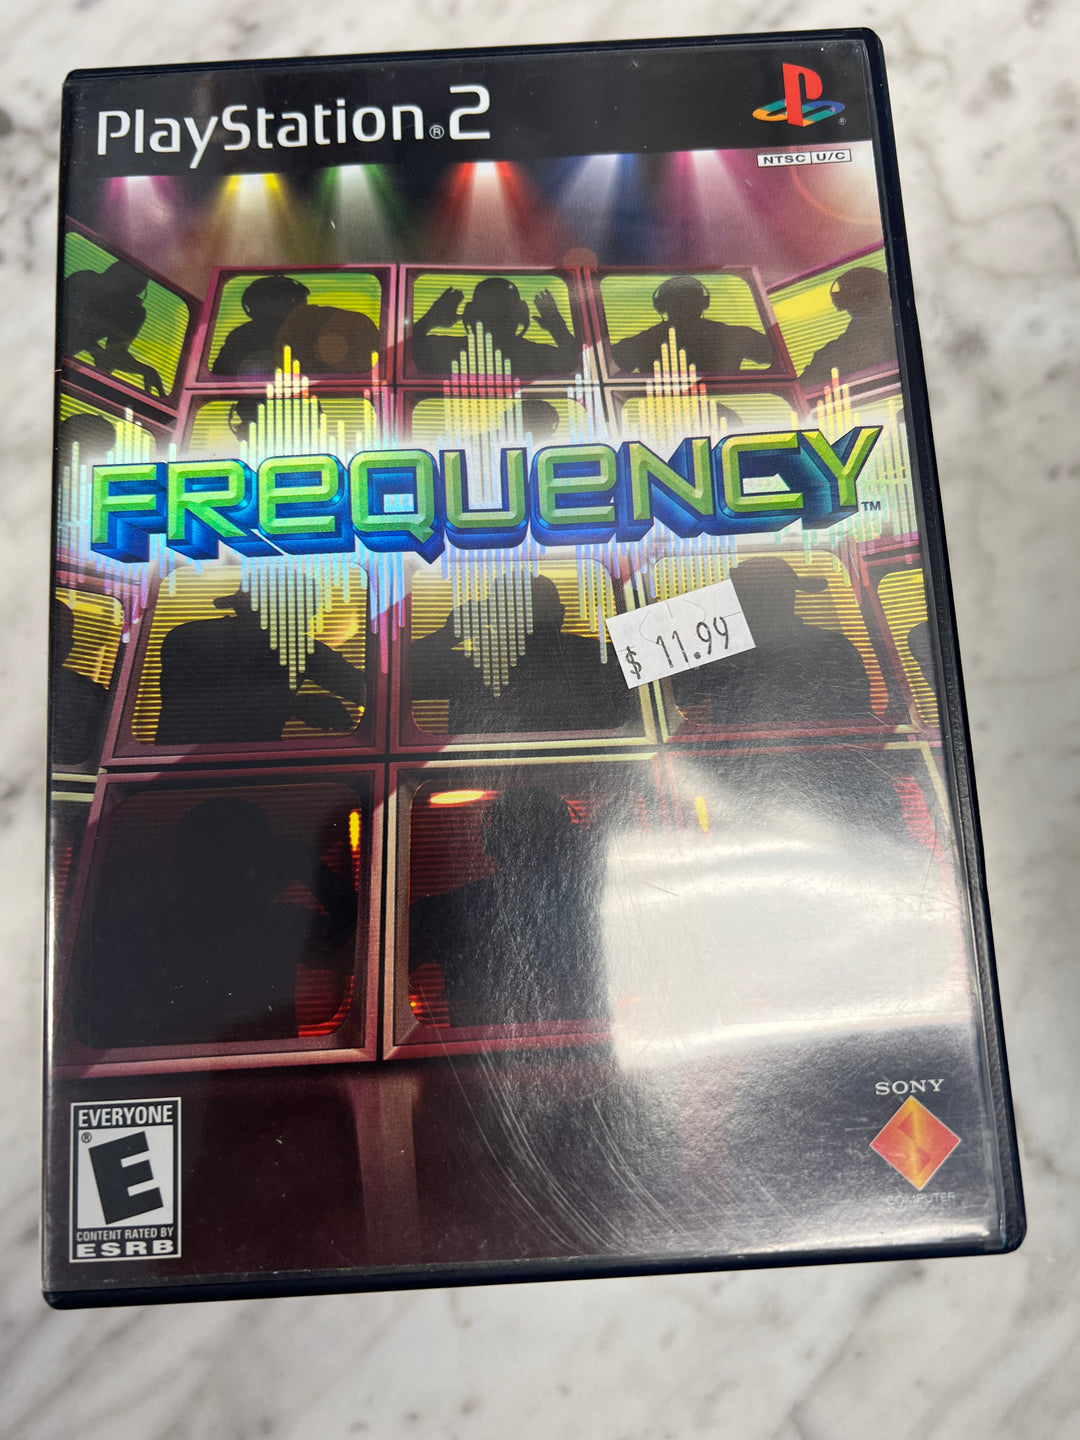 PlayStation®2
®
NTSC U/C
FREQUENCY™
$ 11.99
SONY
COMPUTER
EVERYONE
®
E
CONTENT RATED BY
ESRB